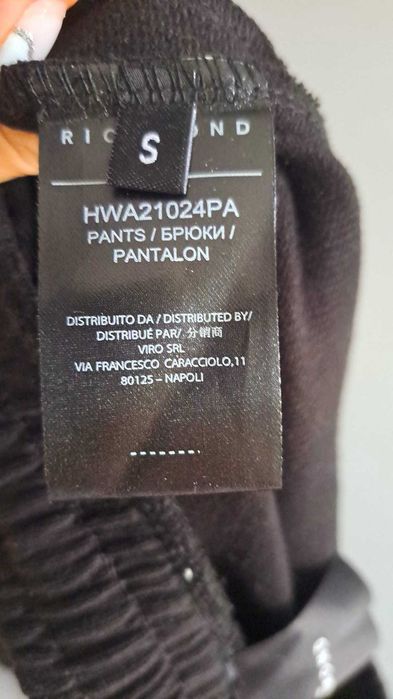 S
HWA21024PA
PANTS / БРЮКИ /
PANTALON
DISTRIBUITO DA / DISTRIBUTED BY/
DISTRIBUÉ PAR/ 分销商
VIRO SRL
VIA FRANCESCO CARACCIOLO,11
80125 – NAPOLI